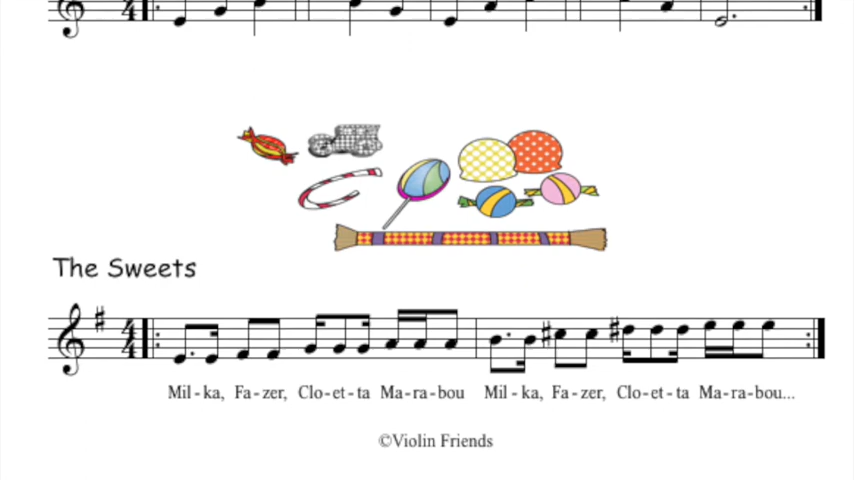 The Sweets
Mil-ka, Fa-zer, Clo-et-ta Ma-ra-bou Mil-ka, Fa-zer, Clo-et-ta Ma-ra-bou...
©Violin Friends